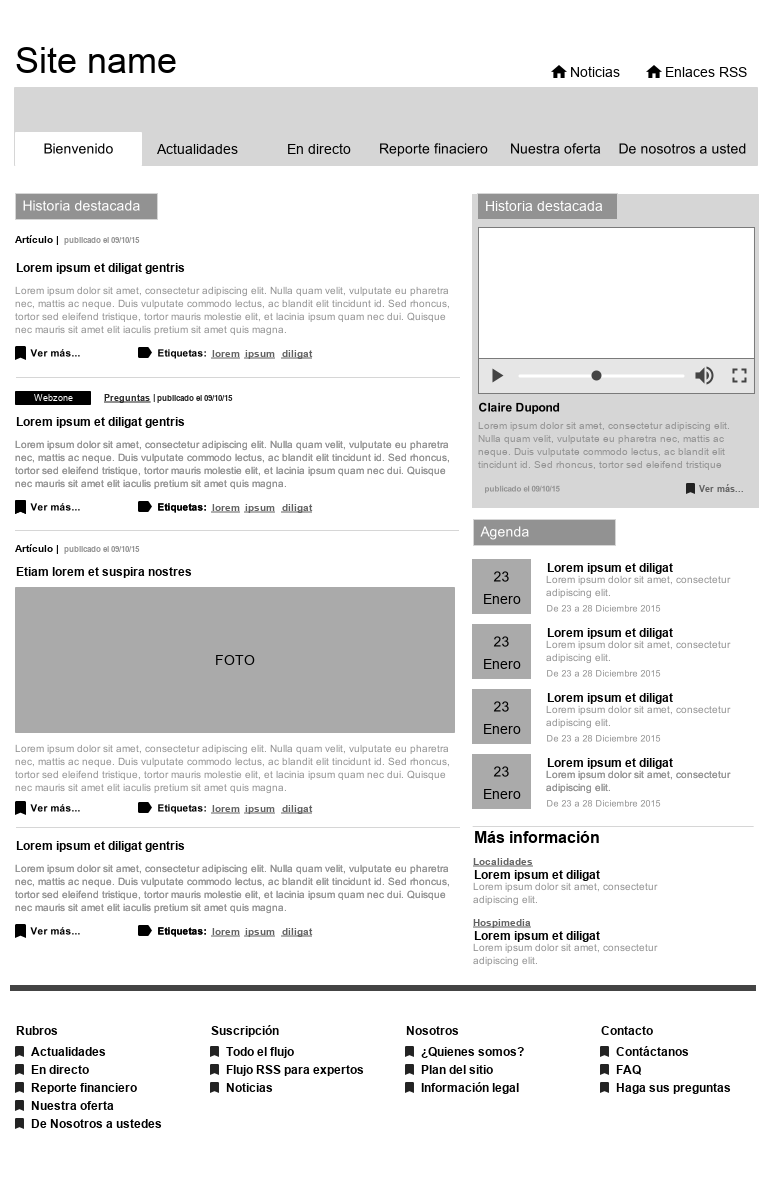 Site name
Noticias
Enlaces RSS
Bienvenido
Actualidades
En directo
Reporte finaciero
Nuestra oferta
De nosotros a usted
Historia destacada
Artículo | publicado el 09/10/15
Lorem ipsum et diligat gentris
Lorem ipsum dolor sit amet, consectetur adipiscing elit. Nulla quam velit, vulputate eu pharetra
nec, mattis ac neque. Duis vulputate commodo lectus, ac blandit elit tincidunt id. Sed rhoncus,
tortor sed eleifend tristique, tortor mauris molestie elit, et lacinia ipsum quam nec dui. Quisque
nec mauris sit amet elit iaculis pretium sit amet quis magna.
Ver más... Etiquetas: lorem ipsum diligat
Webzone Preguntas | publicado el 09/10/15
Lorem ipsum et diligat gentris
Lorem ipsum dolor sit amet, consectetur adipiscing elit. Nulla quam velit, vulputate eu pharetra
nec, mattis ac neque. Duis vulputate commodo lectus, ac blandit elit tincidunt id. Sed rhoncus,
tortor sed eleifend tristique, tortor mauris molestie elit, et lacinia ipsum quam nec dui. Quisque
nec mauris sit amet elit iaculis pretium sit amet quis magna.
Ver más... Etiquetas: lorem ipsum diligat
Artículo | publicado el 09/10/15
Etiam lorem et suspira nostres
FOTO
Lorem ipsum dolor sit amet, consectetur adipiscing elit. Nulla quam velit, vulputate eu pharetra
nec, mattis ac neque. Duis vulputate commodo lectus, ac blandit elit tincidunt id. Sed rhoncus,
tortor sed eleifend tristique, tortor mauris molestie elit, et lacinia ipsum quam nec dui. Quisque
nec mauris sit amet elit iaculis pretium sit amet quis magna.
Ver más... Etiquetas: lorem ipsum diligat
Lorem ipsum et diligat gentris
Lorem ipsum dolor sit amet, consectetur adipiscing elit. Nulla quam velit, vulputate eu pharetra
nec, mattis ac neque. Duis vulputate commodo lectus, ac blandit elit tincidunt id. Sed rhoncus,
tortor sed eleifend tristique, tortor mauris molestie elit, et lacinia ipsum quam nec dui. Quisque
nec mauris sit amet elit iaculis pretium sit amet quis magna.
Ver más... Etiquetas: lorem ipsum diligat
Historia destacada
Claire Dupond
Lorem ipsum dolor sit amet, consectetur adipiscing elit.
Nulla quam velit, vulputate eu pharetra nec, mattis ac
neque. Duis vulputate commodo lectus, ac blandit elit
tincidunt id. Sed rhoncus, tortor sed eleifend tristique
publicado el 09/10/15 Ver más...
Agenda
23
Enero
Lorem ipsum et diligat
Lorem ipsum dolor sit amet, consectetur
adipiscing elit.
De 23 a 28 Diciembre 2015
23
Enero
Lorem ipsum et diligat
Lorem ipsum dolor sit amet, consectetur
adipiscing elit.
De 23 a 28 Diciembre 2015
23
Enero
Lorem ipsum et diligat
Lorem ipsum dolor sit amet, consectetur
adipiscing elit.
De 23 a 28 Diciembre 2015
23
Enero
Lorem ipsum et diligat
Lorem ipsum dolor sit amet, consectetur
adipiscing elit.
De 23 a 28 Diciembre 2015
Más información
Localidades
Lorem ipsum et diligat
Lorem ipsum dolor sit amet, consectetur
adipiscing elit.
Hospimedia
Lorem ipsum et diligat
Lorem ipsum dolor sit amet, consectetur
adipiscing elit.
Rubros
Actualidades
En directo
Reporte financiero
Nuestra oferta
De Nosotros a ustedes
Suscripción
Todo el flujo
Flujo RSS para expertos
Noticias
Nosotros
¿Quienes somos?
Plan del sitio
Información legal
Contacto
Contáctanos
FAQ
Haga sus preguntas